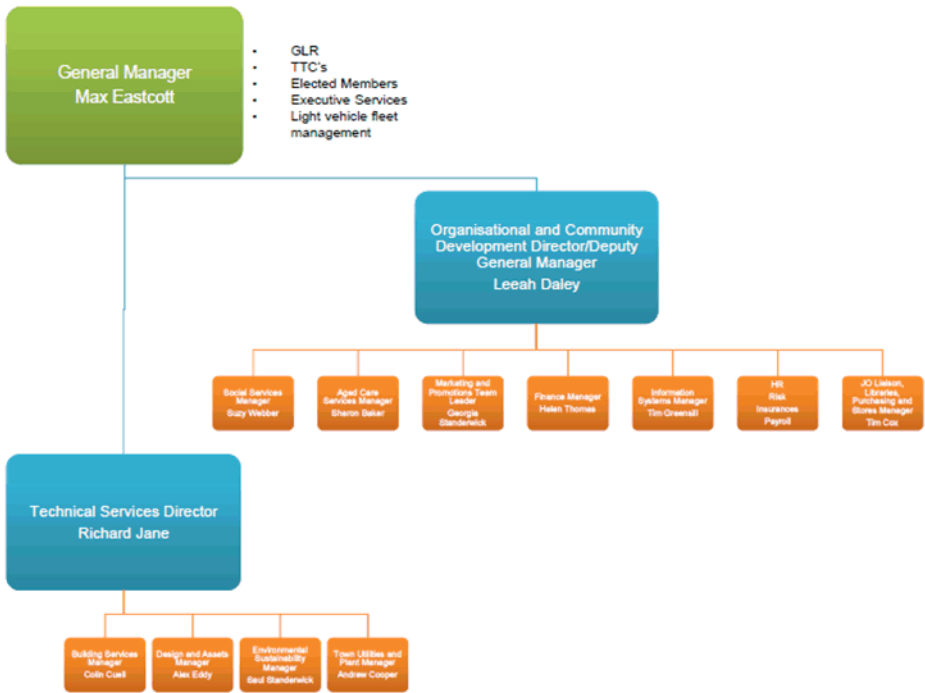 General Manager
Max Eastcott
• GLR
• TTC's
• Elected Members
• Executive Services
• Light vehicle fleet
management
Organisational and Community
Development Director/Deputy
General Manager
Leeah Daley
Social Services
Manager
Suzy Webber
Aged Care
Services Manager
Sharon Baker
Marketing and
Promotions Team
Leader
Georgia
Standerwick
Finance Manager
Helen Thomas
Information
Systems Manager
Tim Greensill
HR
Risk
Insurances
Payroll
JO Liaison,
Libraries,
Purchasing and
Stores Manager
Tim Cox
Technical Services Director
Richard Jane
Building Services
Manager
Colin Cuell
Design and Assets
Manager
Alex Eddy
Environmental
Sustainability
Manager
Saul Standerwick
Town Utilities and
Plant Manager
Andrew Cooper